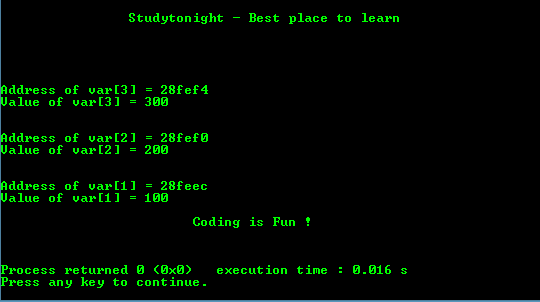 Studytonight - Best place to learn
Address of var[3] = 28fef4
Value of var[3] = 300
Address of var[2] = 28fef0
Value of var[2] = 200
Address of var[1] = 28feec
Value of var[1] = 100
Coding is Fun !
Process returned 0 (0x0)   execution time : 0.016 s
Press any key to continue.